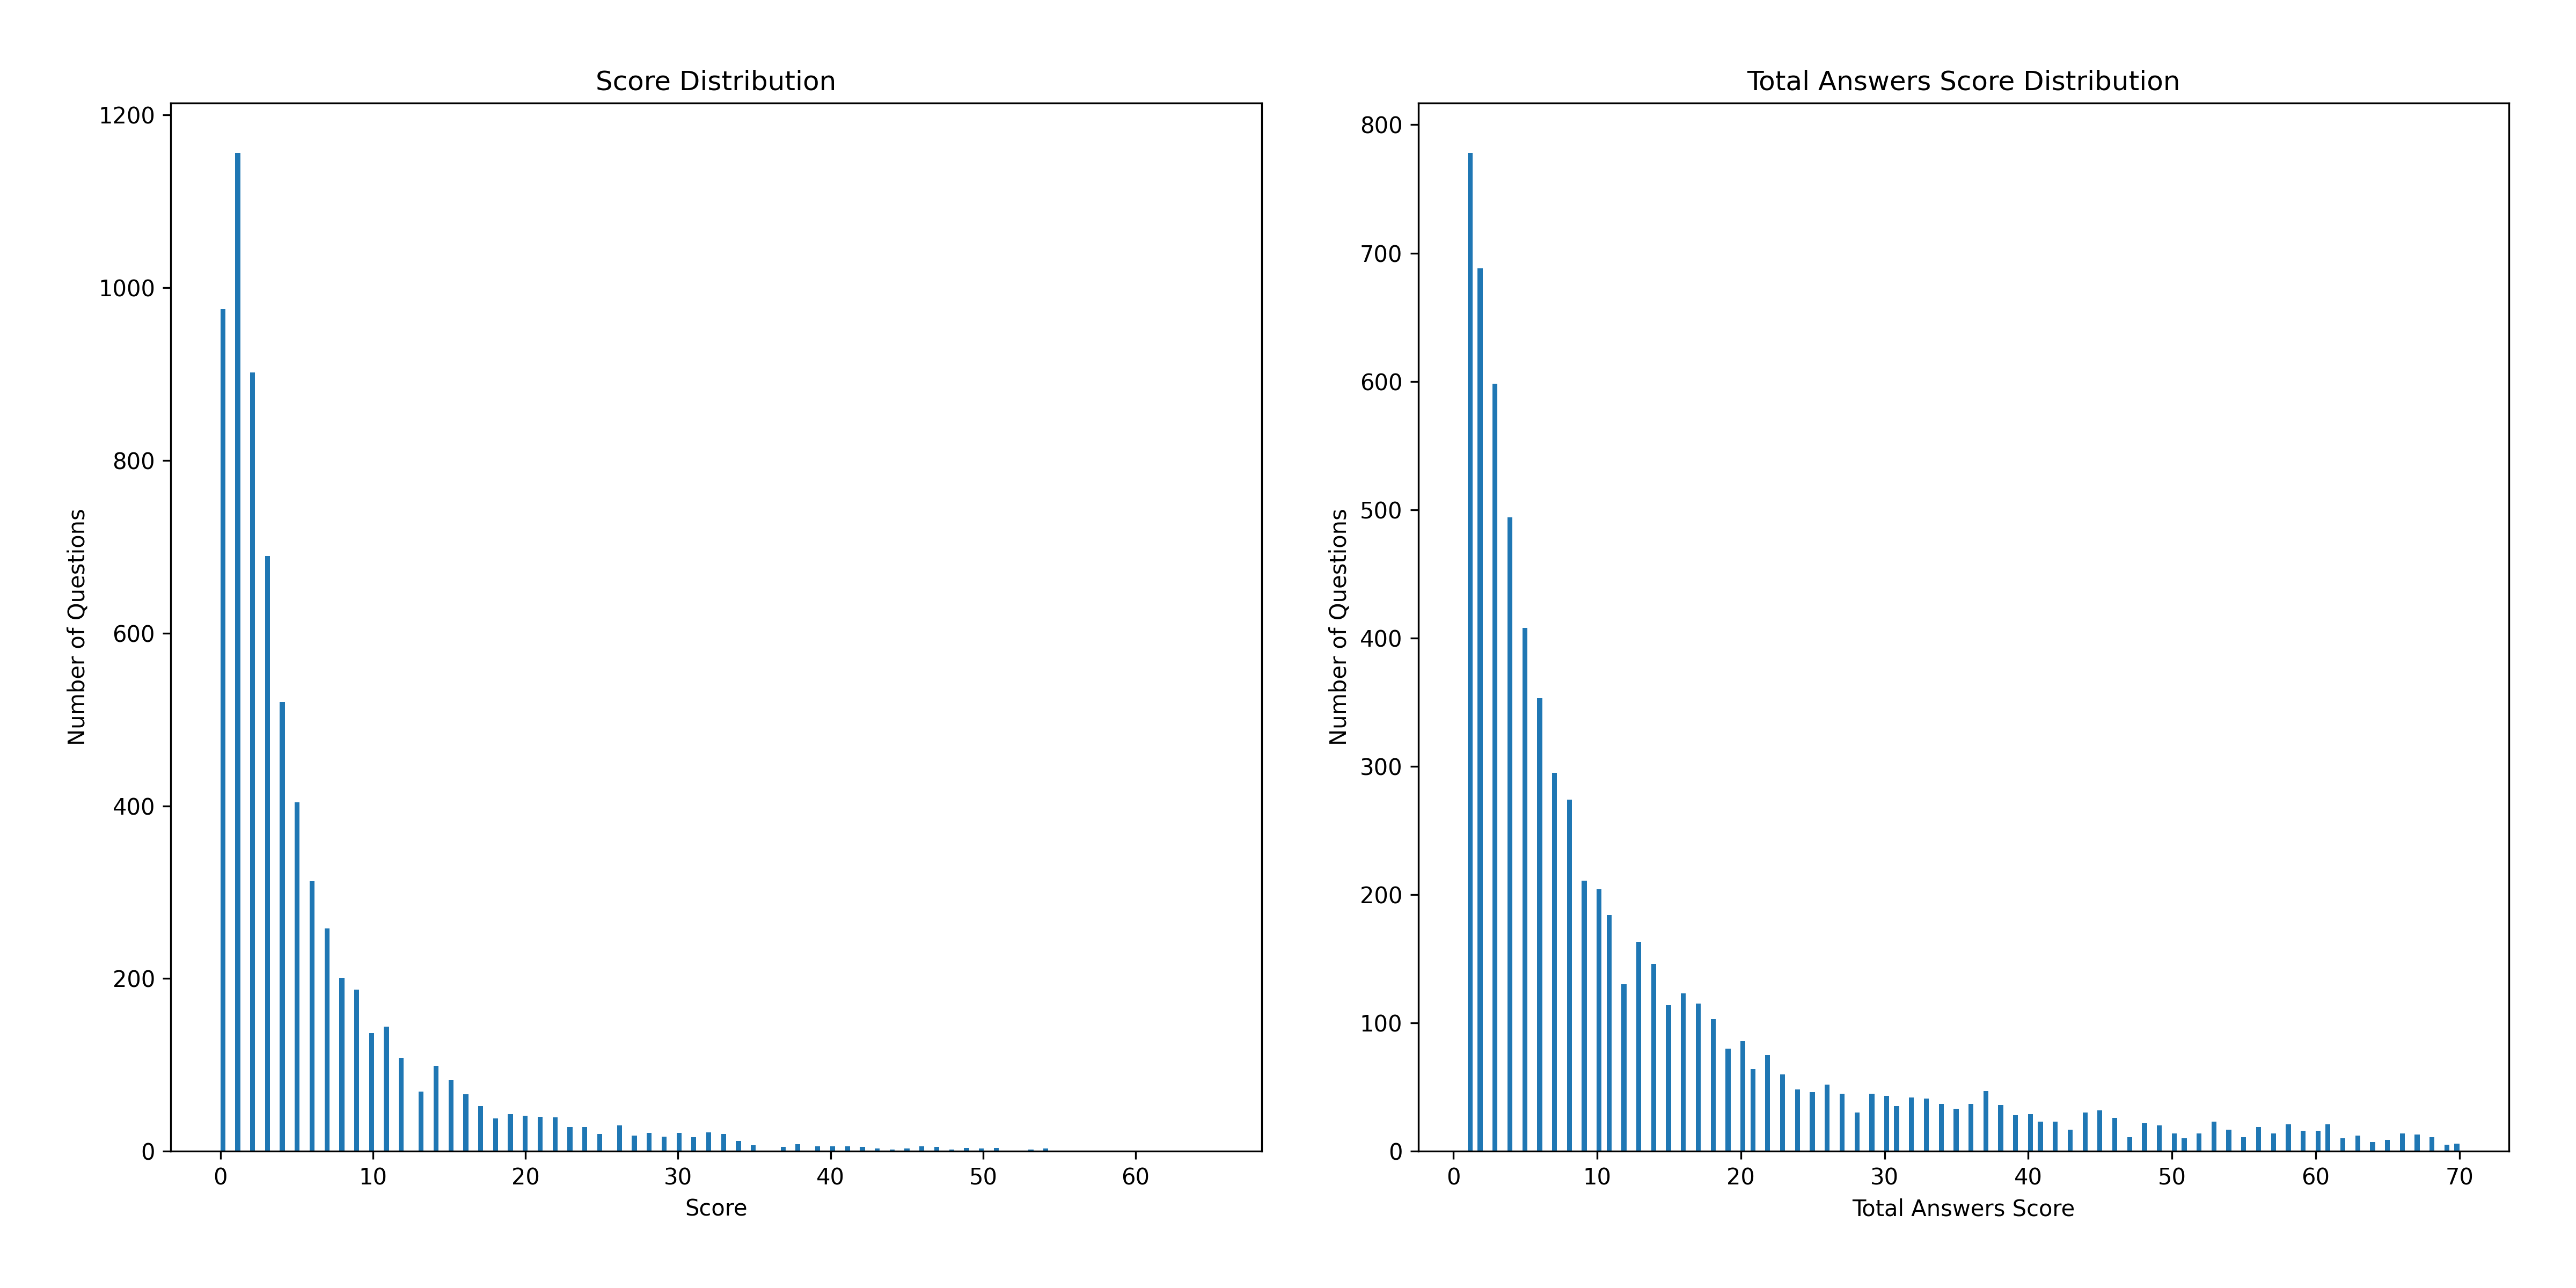 Score Distribution
1200
1000
800
600
400
200
0
Number of Questions
0 10 20 30 40 50 60
Score
Total Answers Score Distribution
800
700
600
500
400
300
200
100
0
Number of Questions
0 10 20 30 40 50 60 70
Total Answers Score